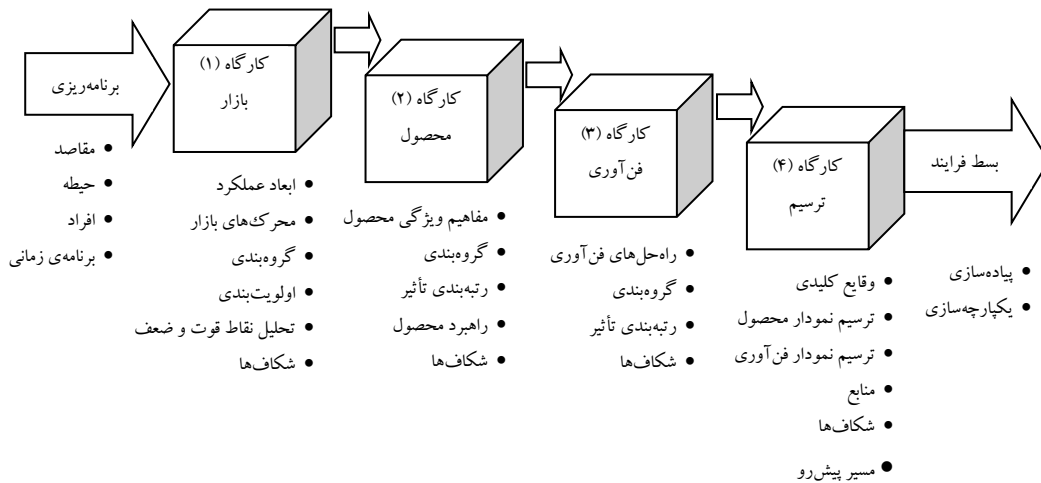 برنامه‌ریزی
• مقاصد
• حیطه
• افراد
• برنامه‌ی زمانی
کارگاه (۱)
بازار
• ابعاد عملکرد
• محرک‌های بازار
• گروه‌بندی
• اولویت‌بندی
• تحلیل نقاط قوت و ضعف
• شکاف‌ها
کارگاه (۲)
محصول
• مفاهیم ویژگی محصول
• گروه‌بندی
• رتبه‌بندی تأثیر
• راهبرد محصول
• شکاف‌ها
کارگاه (۳)
فن‌آوری
• راه‌حل‌های فن‌آوری
• گروه‌بندی
• رتبه‌بندی تأثیر
• شکاف‌ها
کارگاه (۴)
ترسیم
• وقایع کلیدی
• ترسیم نمودار محصول
• ترسیم نمودار فن‌آوری
• منابع
• شکاف‌ها
• مسیر پیش‌رو
بسط فرایند
• پیاده‌سازی
• یکپارچه‌سازی